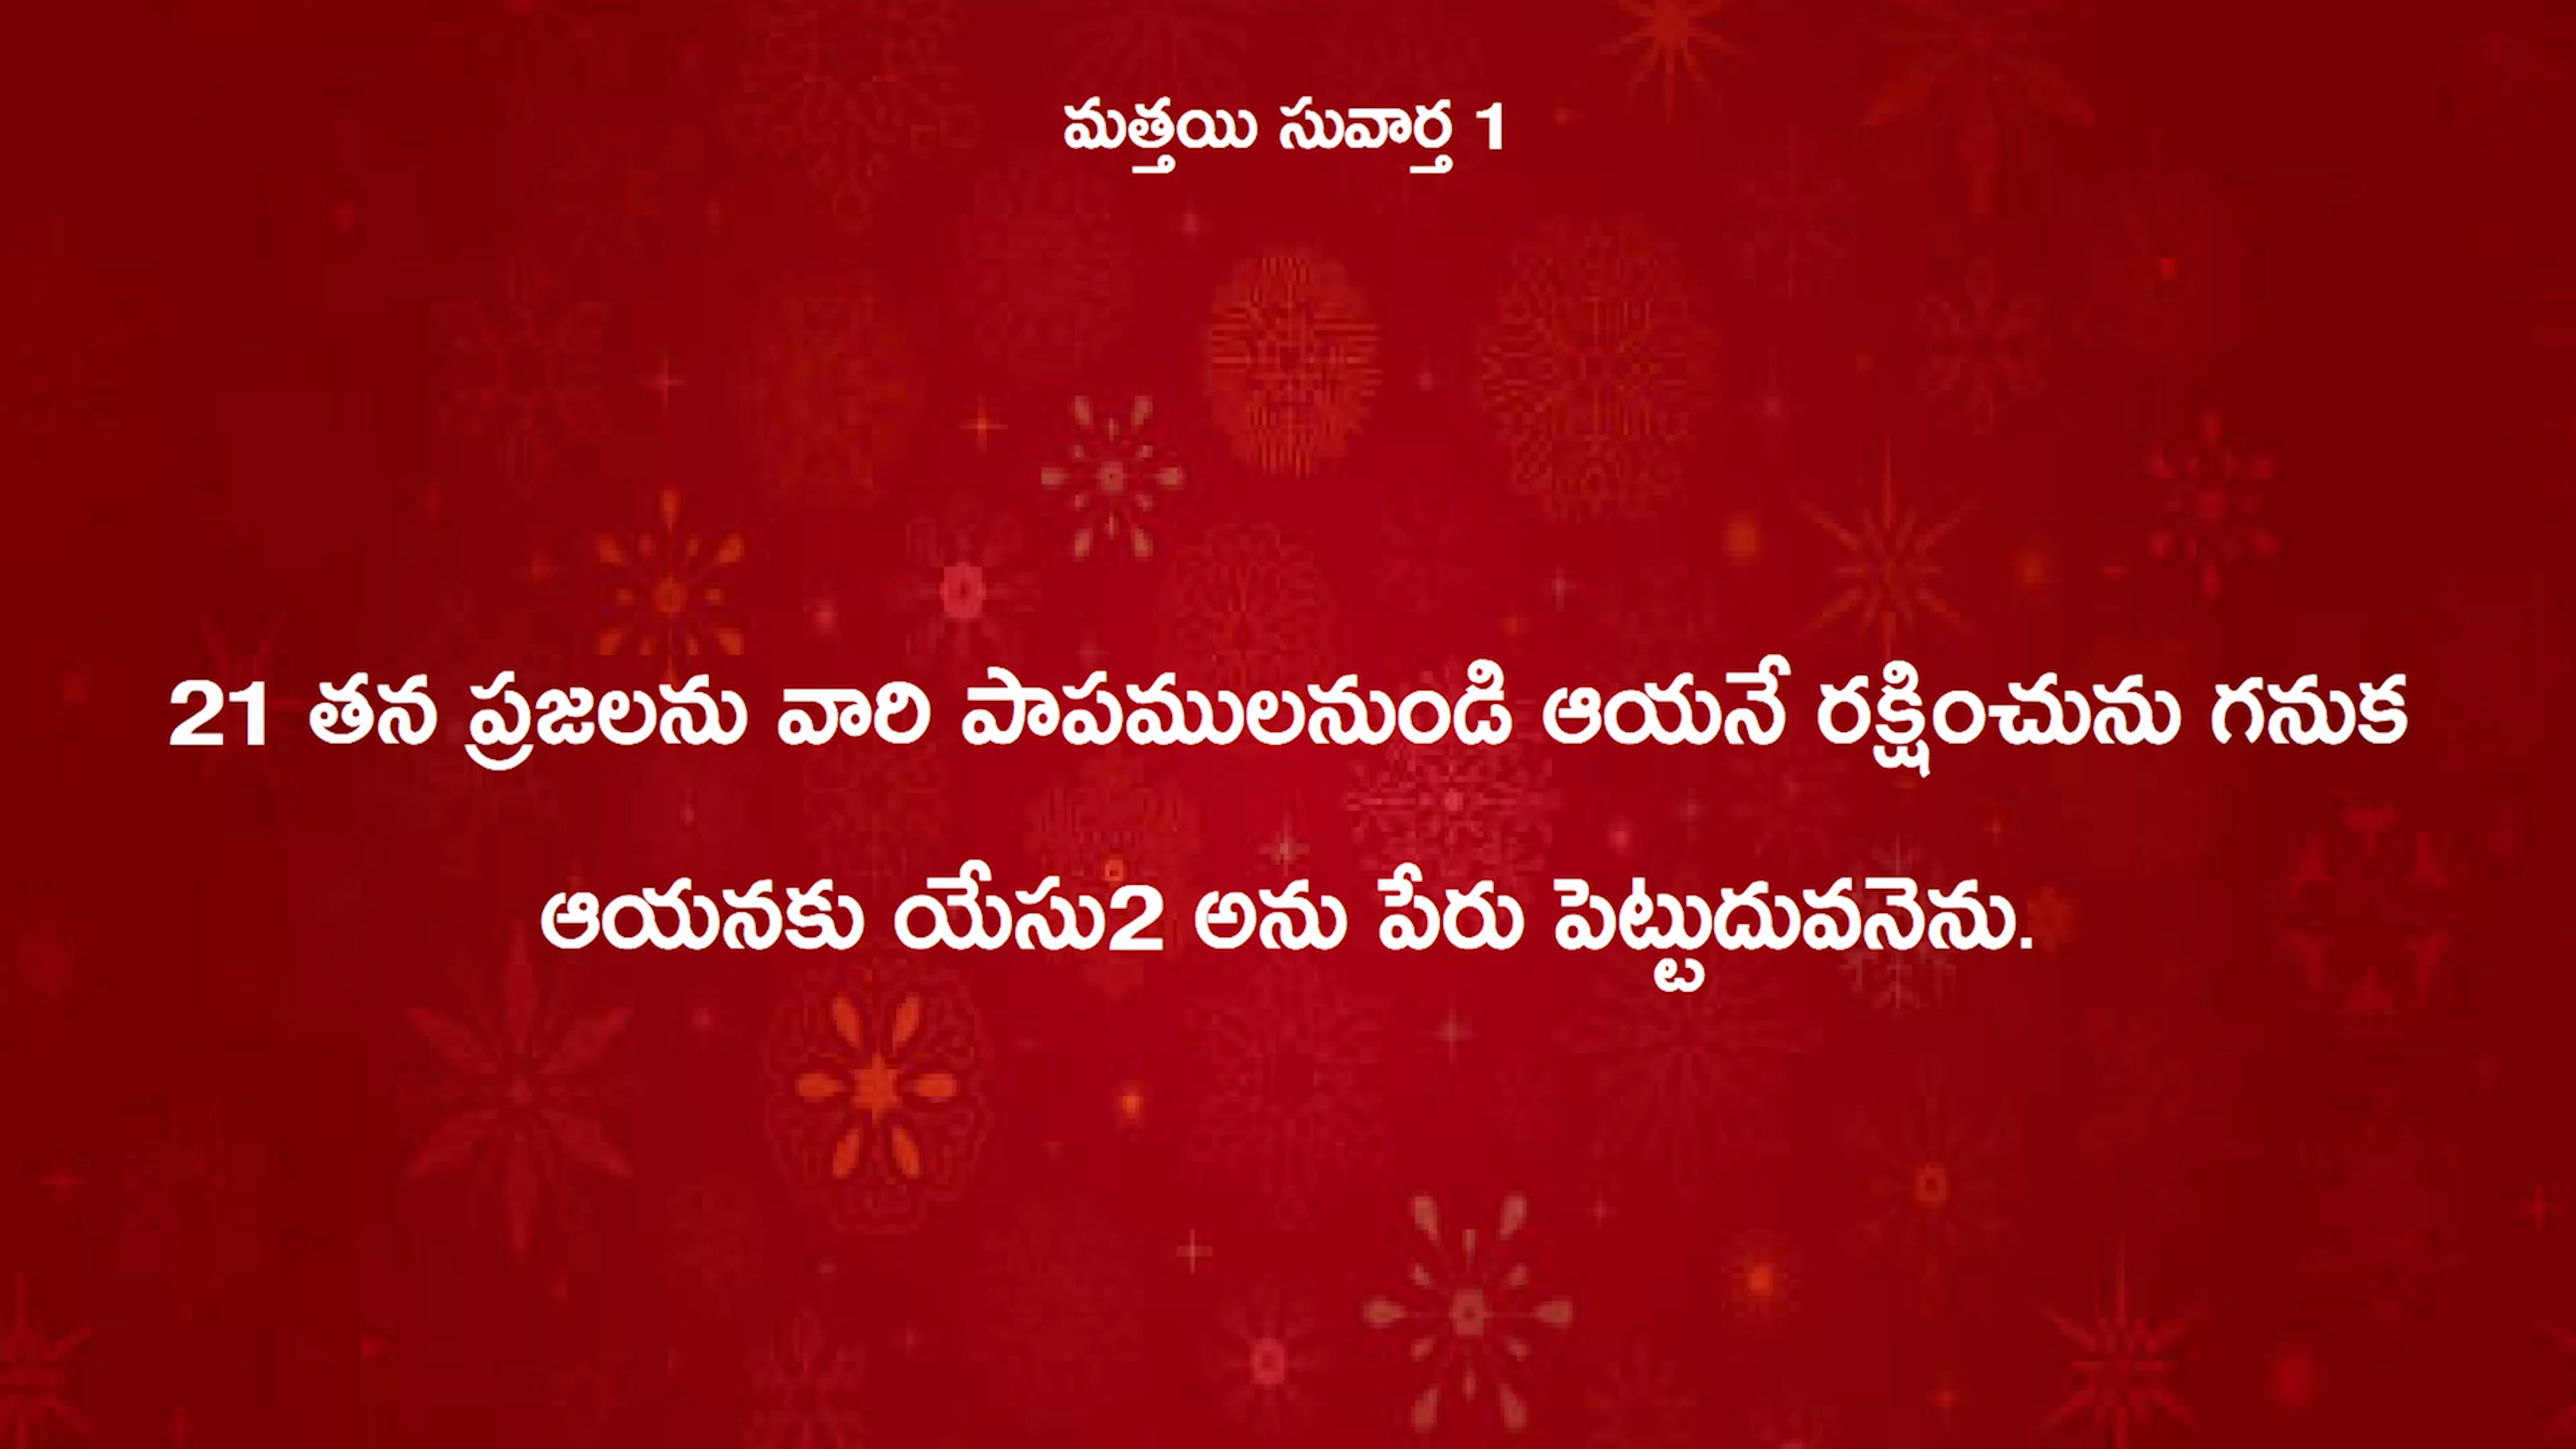 మత్తయి సువార్త 1
21 తన ప్రజలను వారి పాపములనుండి ఆయనే రక్షించును గనుక
ఆయనకు యేసు2 అను పేరు పెట్టుదువనెను.